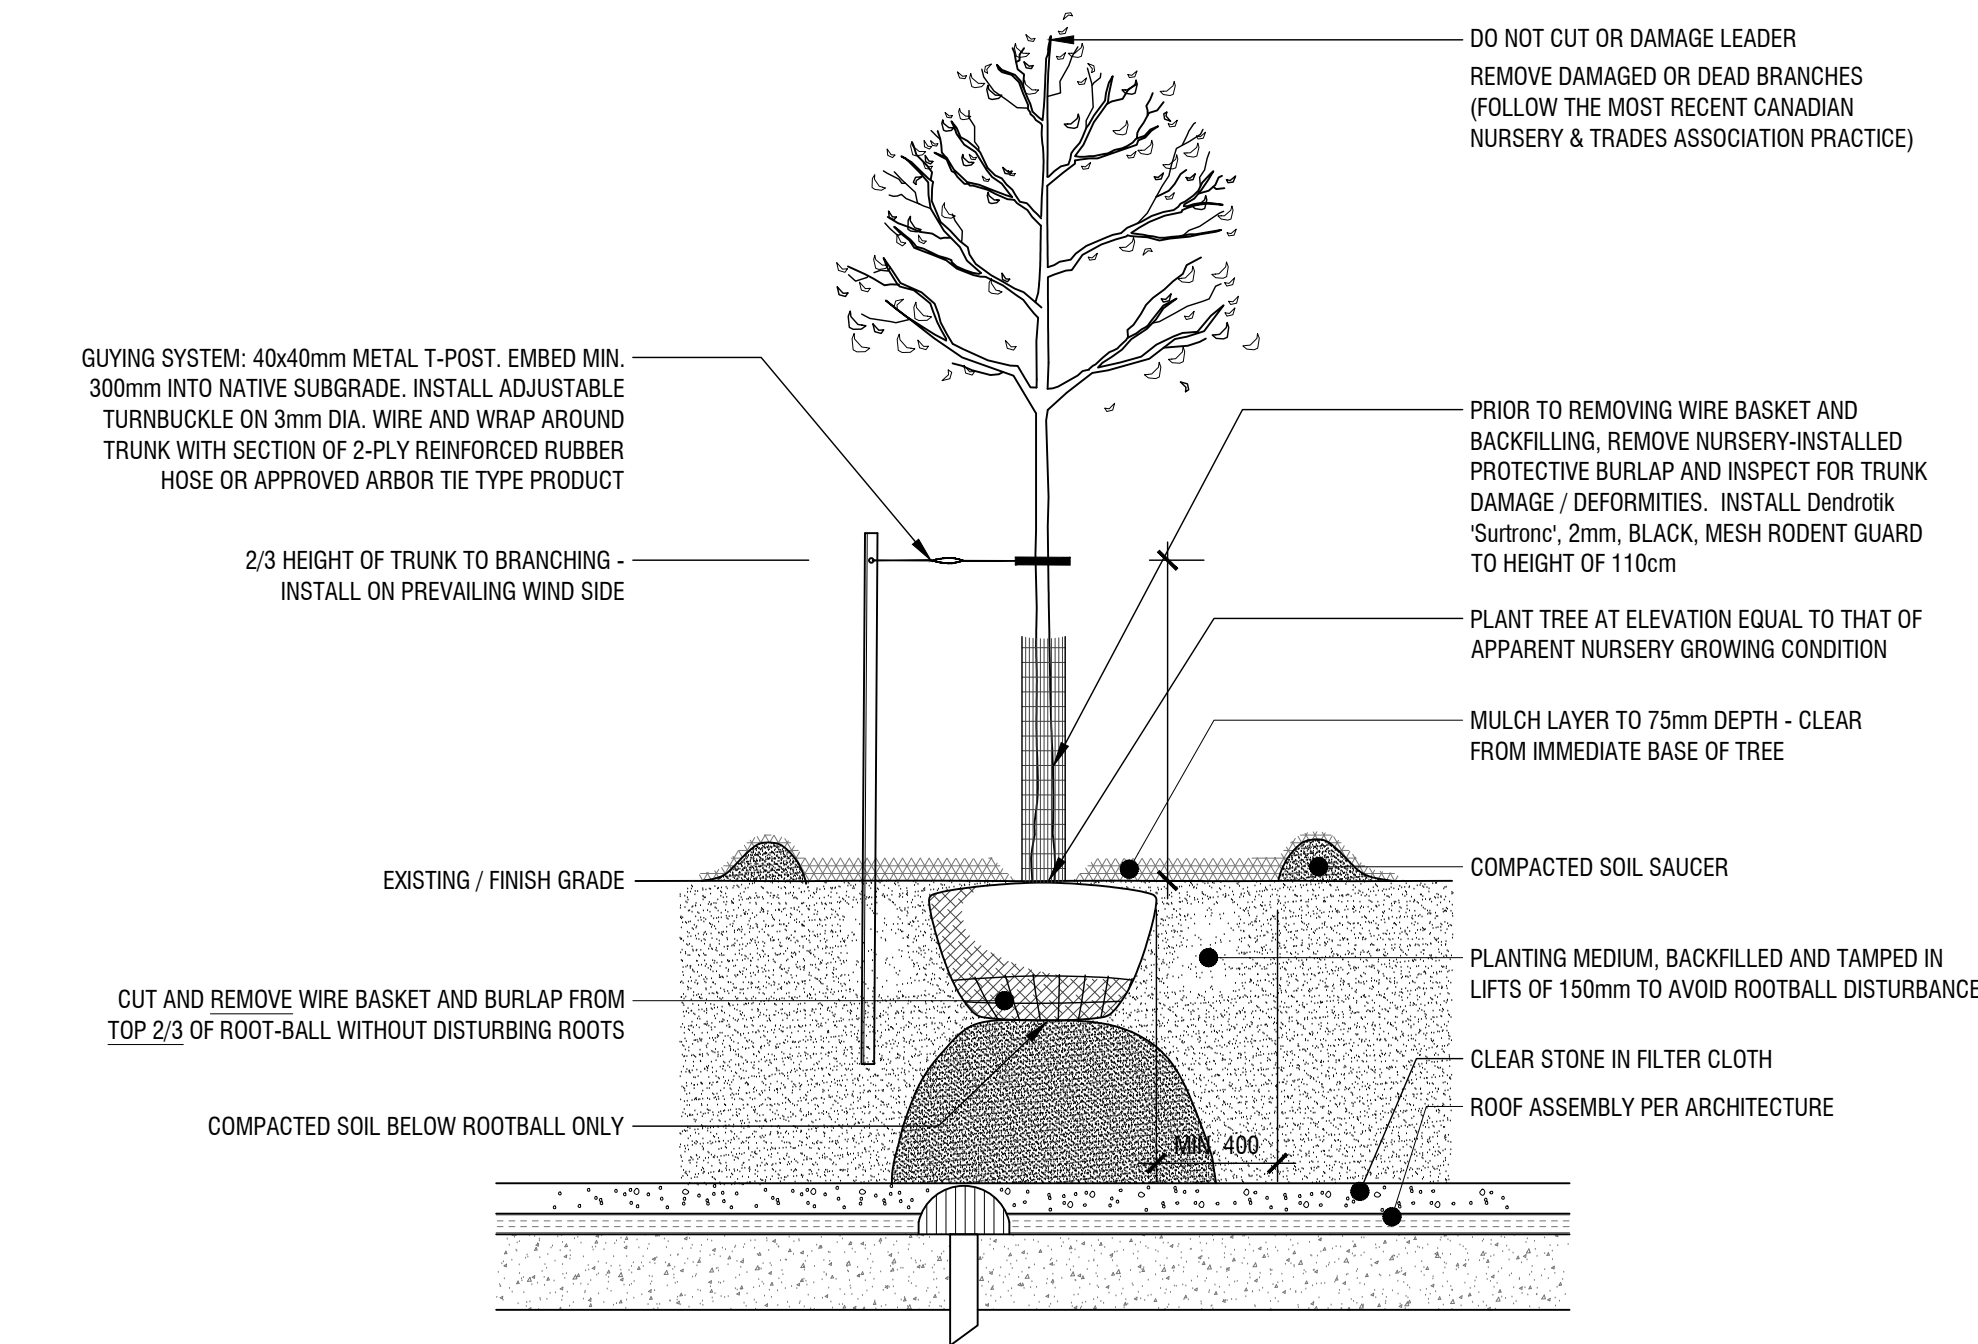 DO NOT CUT OR DAMAGE LEADER
REMOVE DAMAGED OR DEAD BRANCHES
(FOLLOW THE MOST RECENT CANADIAN
NURSERY & TRADES ASSOCIATION PRACTICE)
GUYING SYSTEM: 40x40mm METAL T-POST. EMBED MIN.
300mm INTO NATIVE SUBGRADE. INSTALL ADJUSTABLE
TURNBUCKLE ON 3mm DIA. WIRE AND WRAP AROUND
TRUNK WITH SECTION OF 2-PLY REINFORCED RUBBER
HOSE OR APPROVED ARBOR TIE TYPE PRODUCT
2/3 HEIGHT OF TRUNK TO BRANCHING -
INSTALL ON PREVAILING WIND SIDE
PRIOR TO REMOVING WIRE BASKET AND
BACKFILLING, REMOVE NURSERY-INSTALLED
PROTECTIVE BURLAP AND INSPECT FOR TRUNK
DAMAGE / DEFORMITIES. INSTALL Dendrotik
'Surtronc', 2mm, BLACK, MESH RODENT GUARD
TO HEIGHT OF 110cm
PLANT TREE AT ELEVATION EQUAL TO THAT OF
APPARENT NURSERY GROWING CONDITION
MULCH LAYER TO 75mm DEPTH - CLEAR
FROM IMMEDIATE BASE OF TREE
EXISTING / FINISH GRADE
COMPACTED SOIL SAUCER
PLANTING MEDIUM, BACKFILLED AND TAMPED IN
LIFTS OF 150mm TO AVOID ROOTBALL DISTURBANCE
CUT AND REMOVE WIRE BASKET AND BURLAP FROM
TOP 2/3 OF ROOT-BALL WITHOUT DISTURBING ROOTS
CLEAR STONE IN FILTER CLOTH
ROOF ASSEMBLY PER ARCHITECTURE
COMPACTED SOIL BELOW ROOTBALL ONLY
MIN. 400